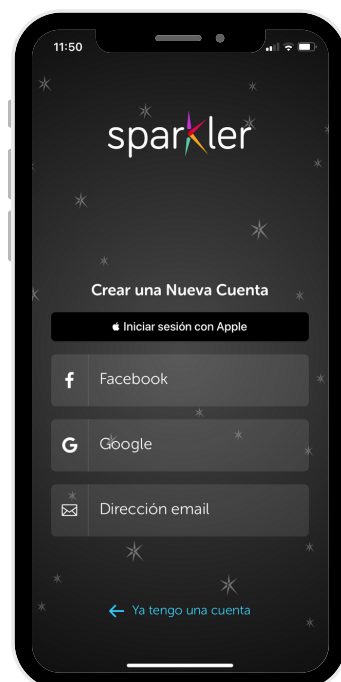 11:50
sparkler
Crear una Nueva Cuenta
Iniciar sesión con Apple
Facebook
Google
Dirección email
Ya tengo una cuenta